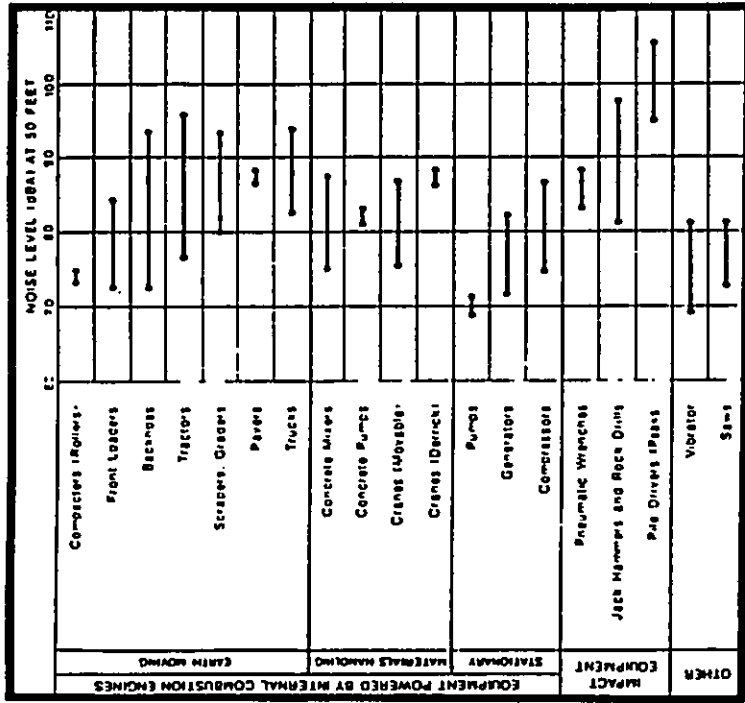 NOISE LEVEL (dBA) AT 50 FEET
60 70 80 90 100 110
EQUIPMENT POWERED BY INTERNAL COMBUSTION ENGINES
EARTH MOVING
Compacters (Rollers)
Front Loaders
Backhoes
Tractors
Scrapers, Graders
Pavers
Trucks
MATERIALS HANDLING
Concrete Mixers
Concrete Pumps
Cranes (Movable)
Cranes (Derrick)
STATIONARY
Pumps
Generators
Compressors
IMPACT
EQUIPMENT
Pneumatic Wrenches
Jack Hammers and Rock Drills
Pile Drivers (Peaks)
OTHER
Vibrator
Saws